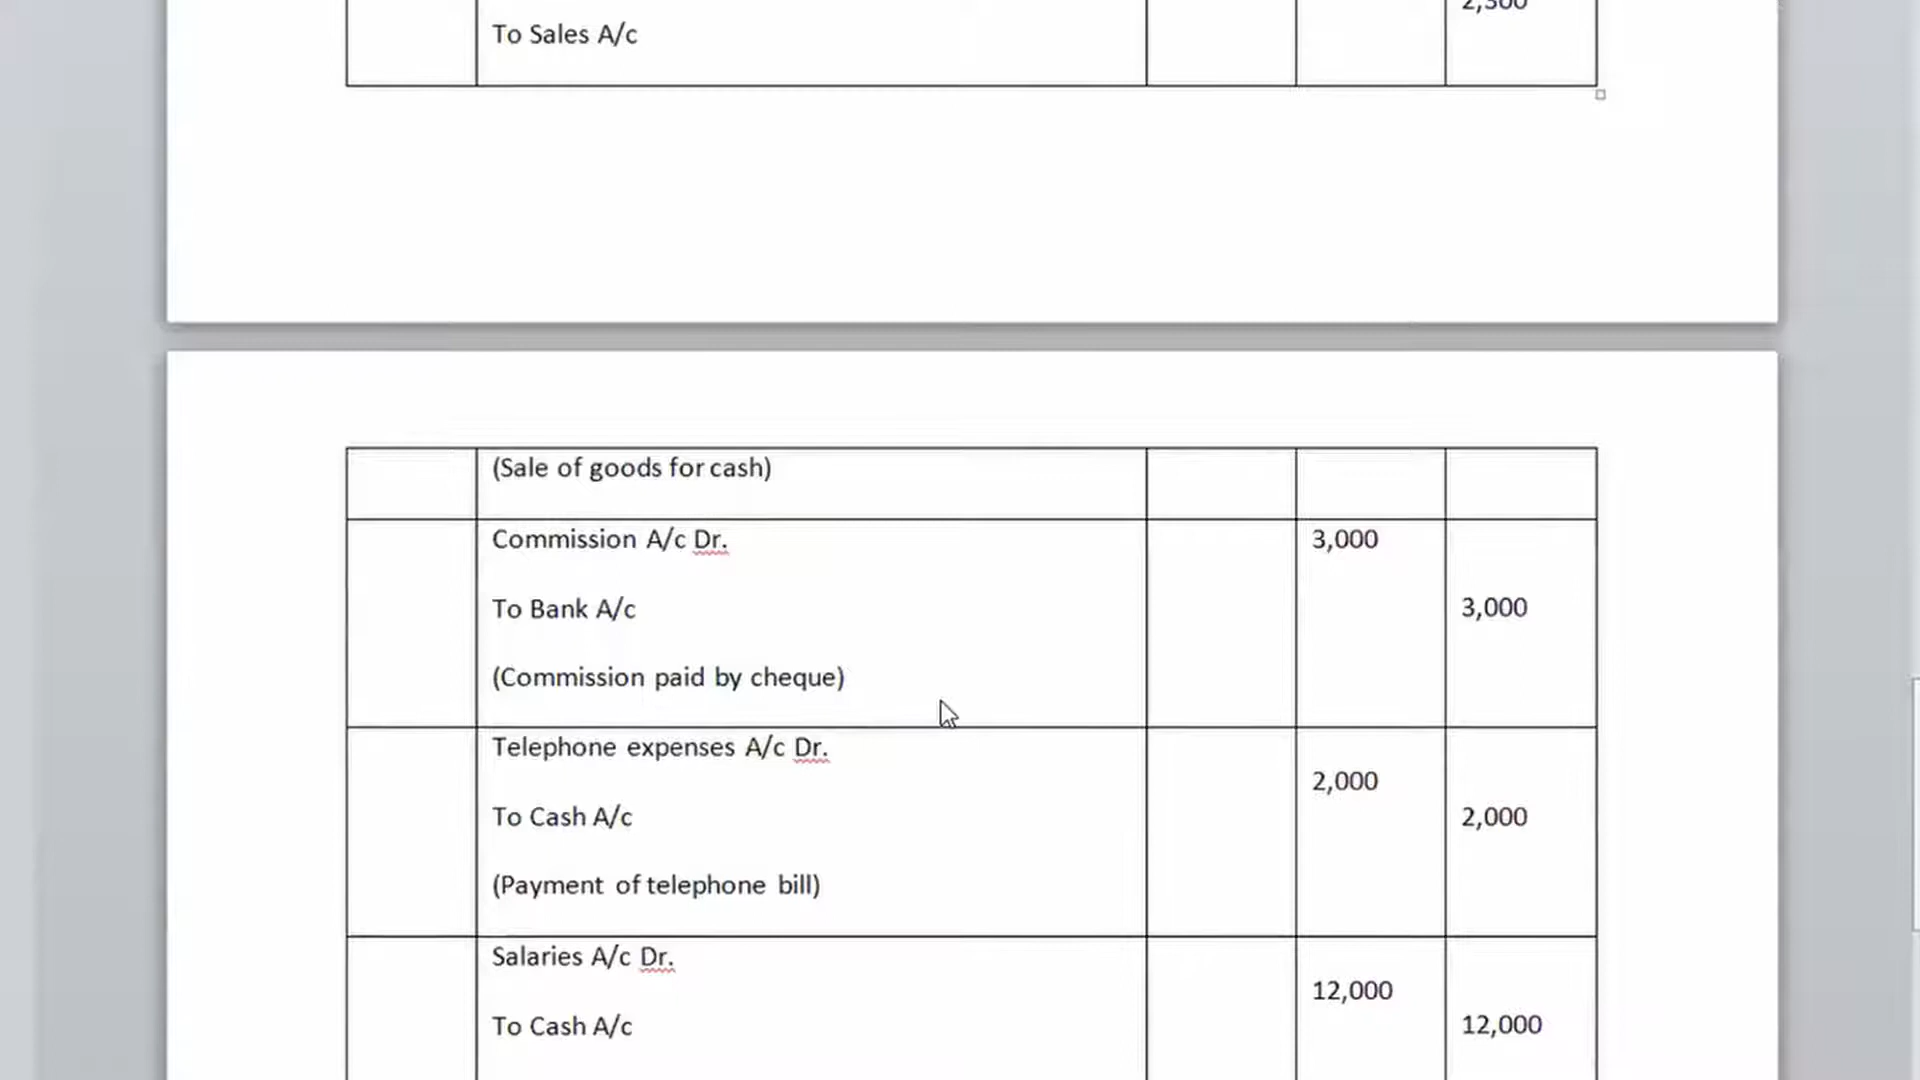 2,300
To Sales A/c
(Sale of goods for cash)
Commission A/c Dr.
3,000
To Bank A/c
3,000
(Commission paid by cheque)
Telephone expenses A/c Dr.
2,000
To Cash A/c
2,000
(Payment of telephone bill)
Salaries A/c Dr.
12,000
To Cash A/c
12,000